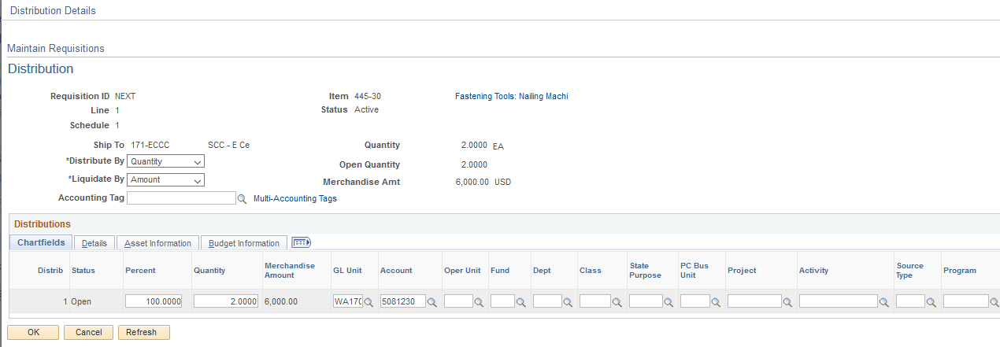 Distribution Details
Maintain Requisitions
Distribution
Requisition ID NEXT Item 445-30 Fastening Tools: Nailing Machi
Line 1 Status Active
Schedule 1
Ship To 171-ECCC SCC - E Ce Quantity 2.0000 EA
*Distribute By Quantity Open Quantity 2.0000
*Liquidate By Amount Merchandise Amt 6,000.00 USD
Accounting Tag Multi-Accounting Tags
Distributions
Chartfields Details Asset Information Budget Information
Distrib Status Percent Quantity Merchandise Amount GL Unit Account Oper Unit Fund Dept Class State Purpose PC Bus Unit Project Activity Source Type Program
1 Open 100.0000 2.0000 6,000.00 5081230
OK Cancel Refresh